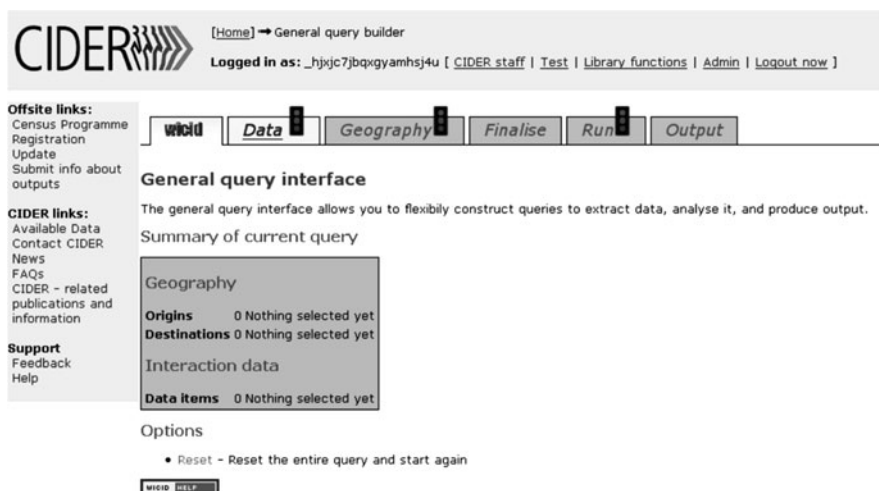 CIDER
[Home] → General query builder
Logged in as: _hjxjc7jbqxgyamhsj4u [ CIDER staff | Test | Library functions | Admin | Logout now ]
Offsite links:
Census Programme
Registration
Update
Submit info about
outputs
CIDER links:
Available Data
Contact CIDER
News
FAQs
CIDER - related
publications and
information
Support
Feedback
Help
wicid Data Geography Finalise Run Output
General query interface
The general query interface allows you to flexibily construct queries to extract data, analyse it, and produce output.
Summary of current query
Geography
Origins 0 Nothing selected yet
Destinations 0 Nothing selected yet
Interaction data
Data items 0 Nothing selected yet
Options
• Reset - Reset the entire query and start again
WICID HELP